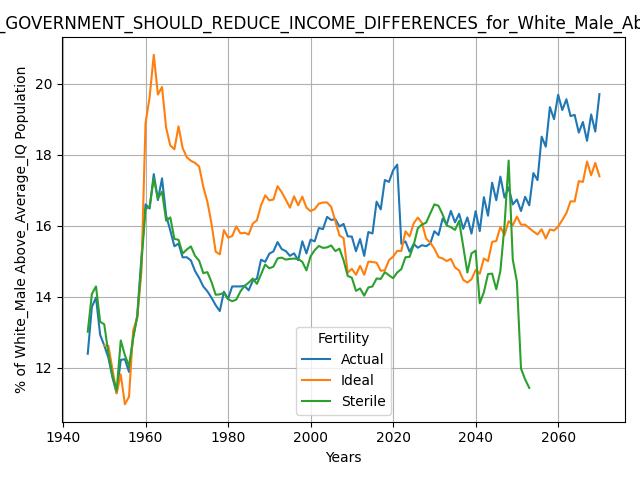 _GOVERNMENT_SHOULD_REDUCE_INCOME_DIFFERENCES_for_White_Male_Ab
% of White_Male Above_Average_IQ Population
20
18
16
14
12
Fertility
Actual
Ideal
Sterile
1940 1960 1980 2000 2020 2040 2060
Years